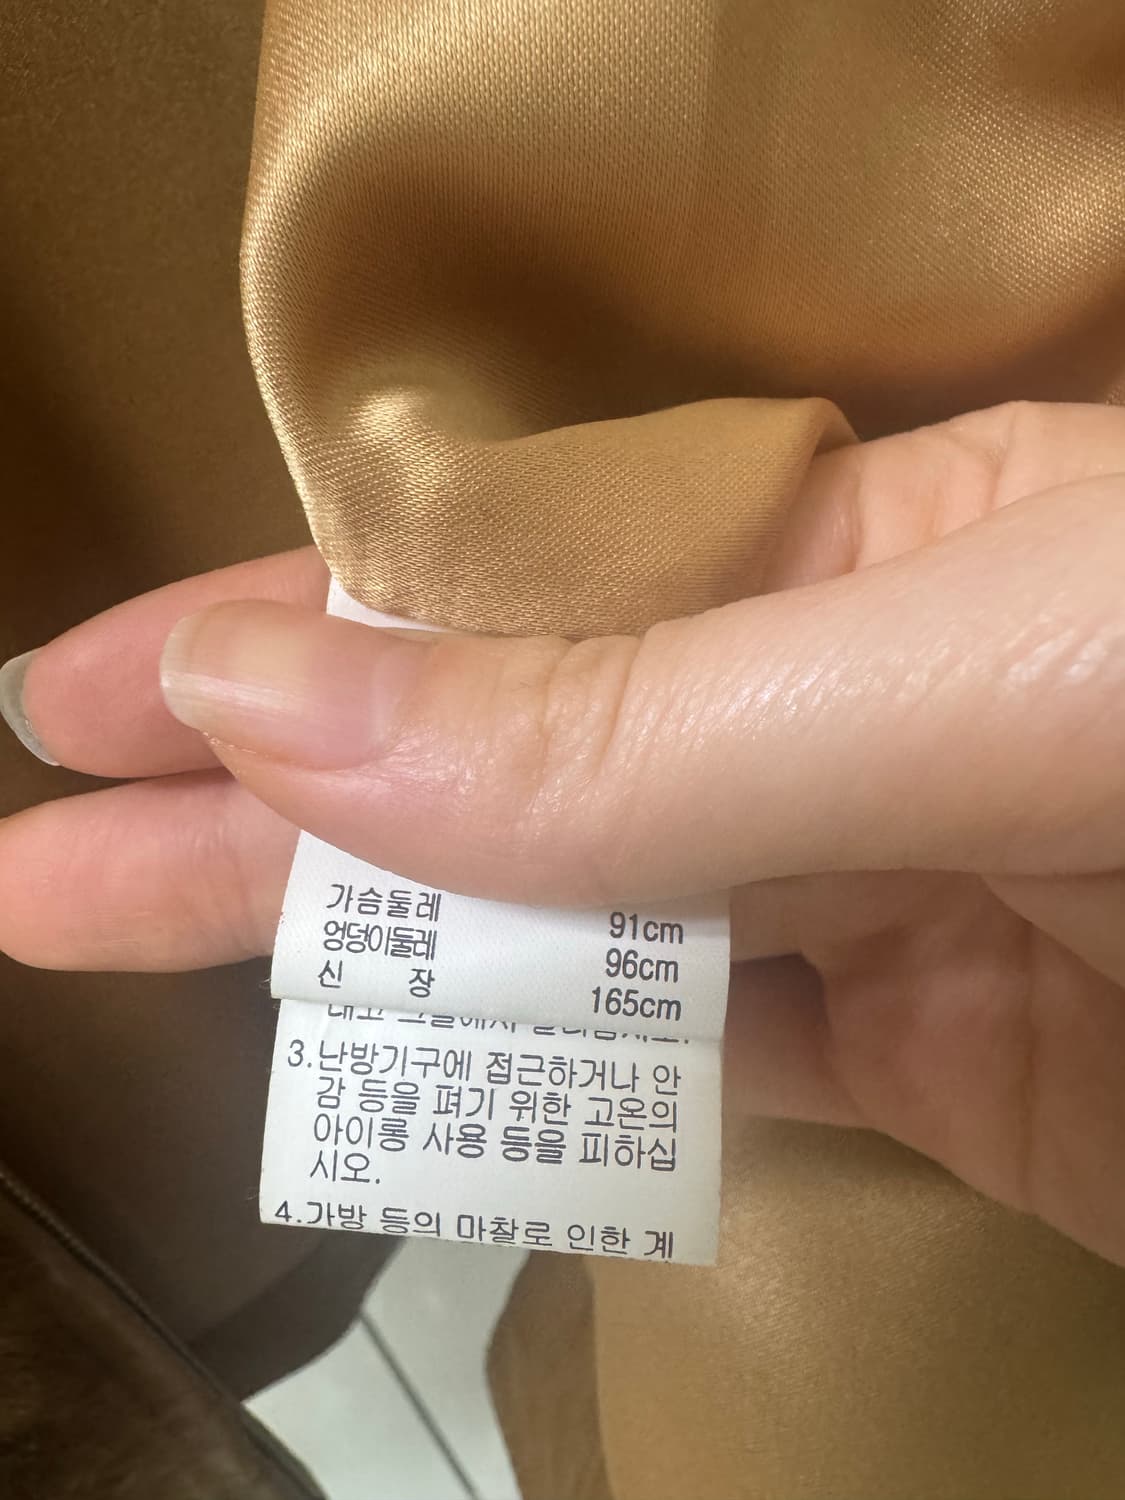 가슴둘레 91cm
엉덩이둘레 96cm
신 장 165cm
3.난방기구에 접근하거나 안
감 등을 펴기 위한 고온의
아이롱 사용 등을 피하십
시오.
4.가방 등의 마찰로 인한 계